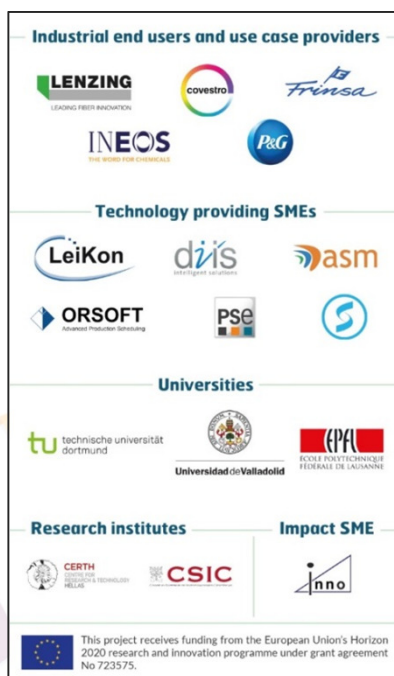 Industrial end users and use case providers
LENZING
LEADING FIBER INNOVATION
covestro
Frinsa
INEOS
THE WORD FOR CHEMICALS
P&G
Technology providing SMEs
LeiKon
divis
intelligent solutions
asm
ORSOFT
Advanced Production Scheduling
PSe
Universities
tu technische universität
dortmund
Universidad de Valladolid
EPFL
ÉCOLE POLYTECHNIQUE
FÉDÉRALE DE LAUSANNE
Research institutes
Impact SME
CERTH
CENTRE FOR
RESEARCH & TECHNOLOGY
HELLAS
CSIC
inno
This project receives funding from the European Union's Horizon
2020 research and innovation programme under grant agreement
No 723575.